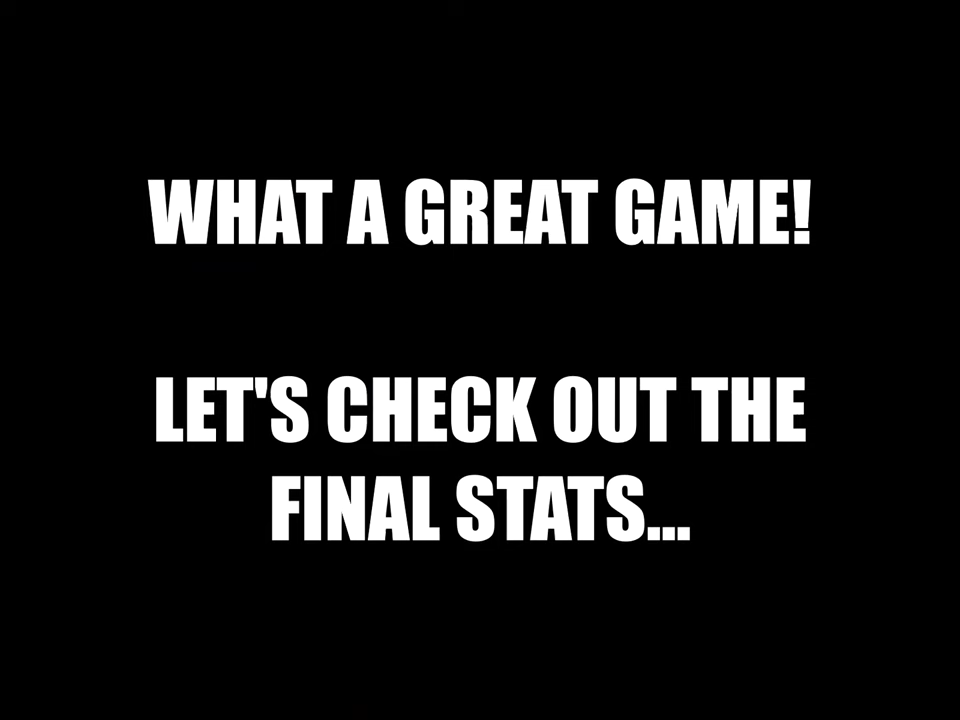 WHAT A GREAT GAME!
LET'S CHECK OUT THE
FINAL STATS...